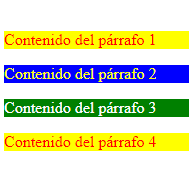 Contenido del párrafo 1
Contenido del párrafo 2
Contenido del párrafo 3
Contenido del párrafo 4